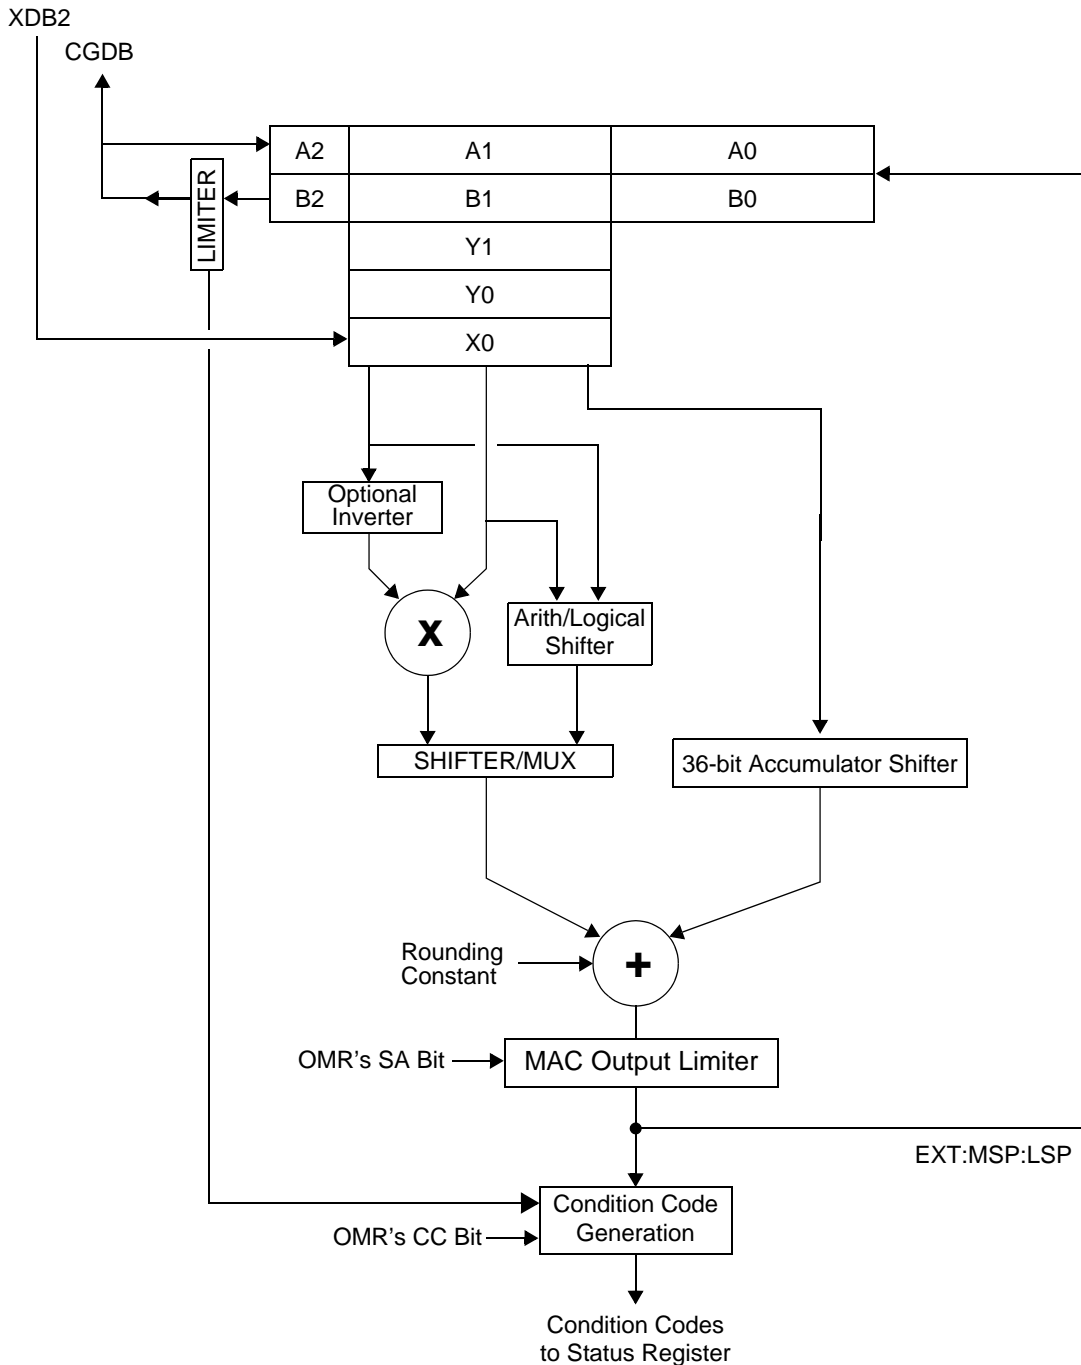 XDB2
CGDB
A2 A1 A0
LIMITER
B2 B1 B0
Y1
Y0
X0
Optional
Inverter
X
Arith/Logical
Shifter
SHIFTER/MUX
36-bit Accumulator Shifter
Rounding
Constant
+
OMR's SA Bit
MAC Output Limiter
EXT:MSP:LSP
Condition Code
Generation
OMR's CC Bit
Condition Codes
to Status Register